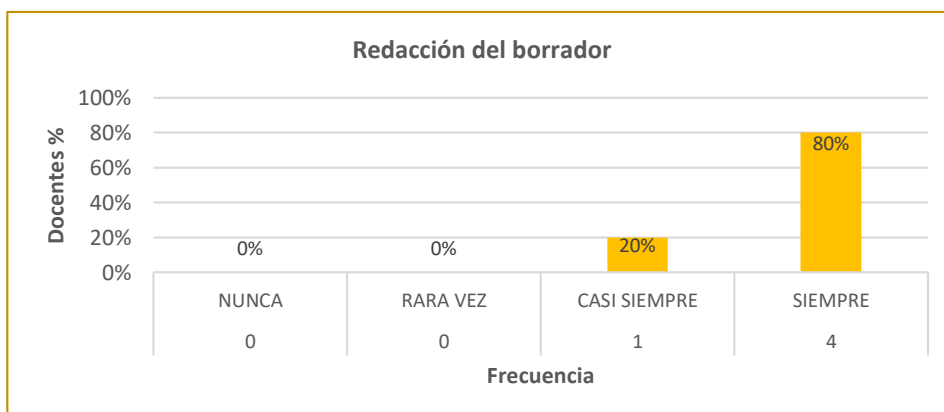 Redacción del borrador
Docentes %
100%
80%
60%
40%
20%
0%
0%
0%
20%
80%
NUNCA
RARA VEZ
CASI SIEMPRE
SIEMPRE
0
0
1
4
Frecuencia